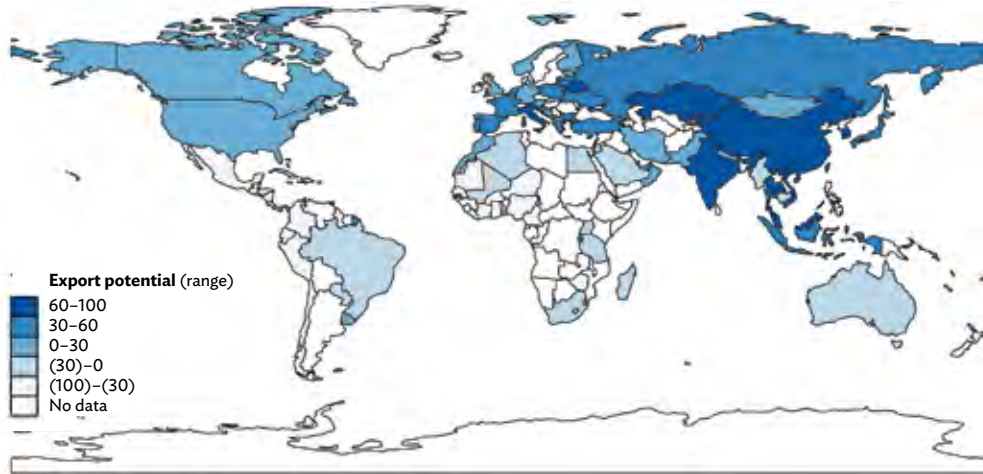 Export potential (range)
60–100
30–60
0–30
(30)–0
(100)–(30)
No data